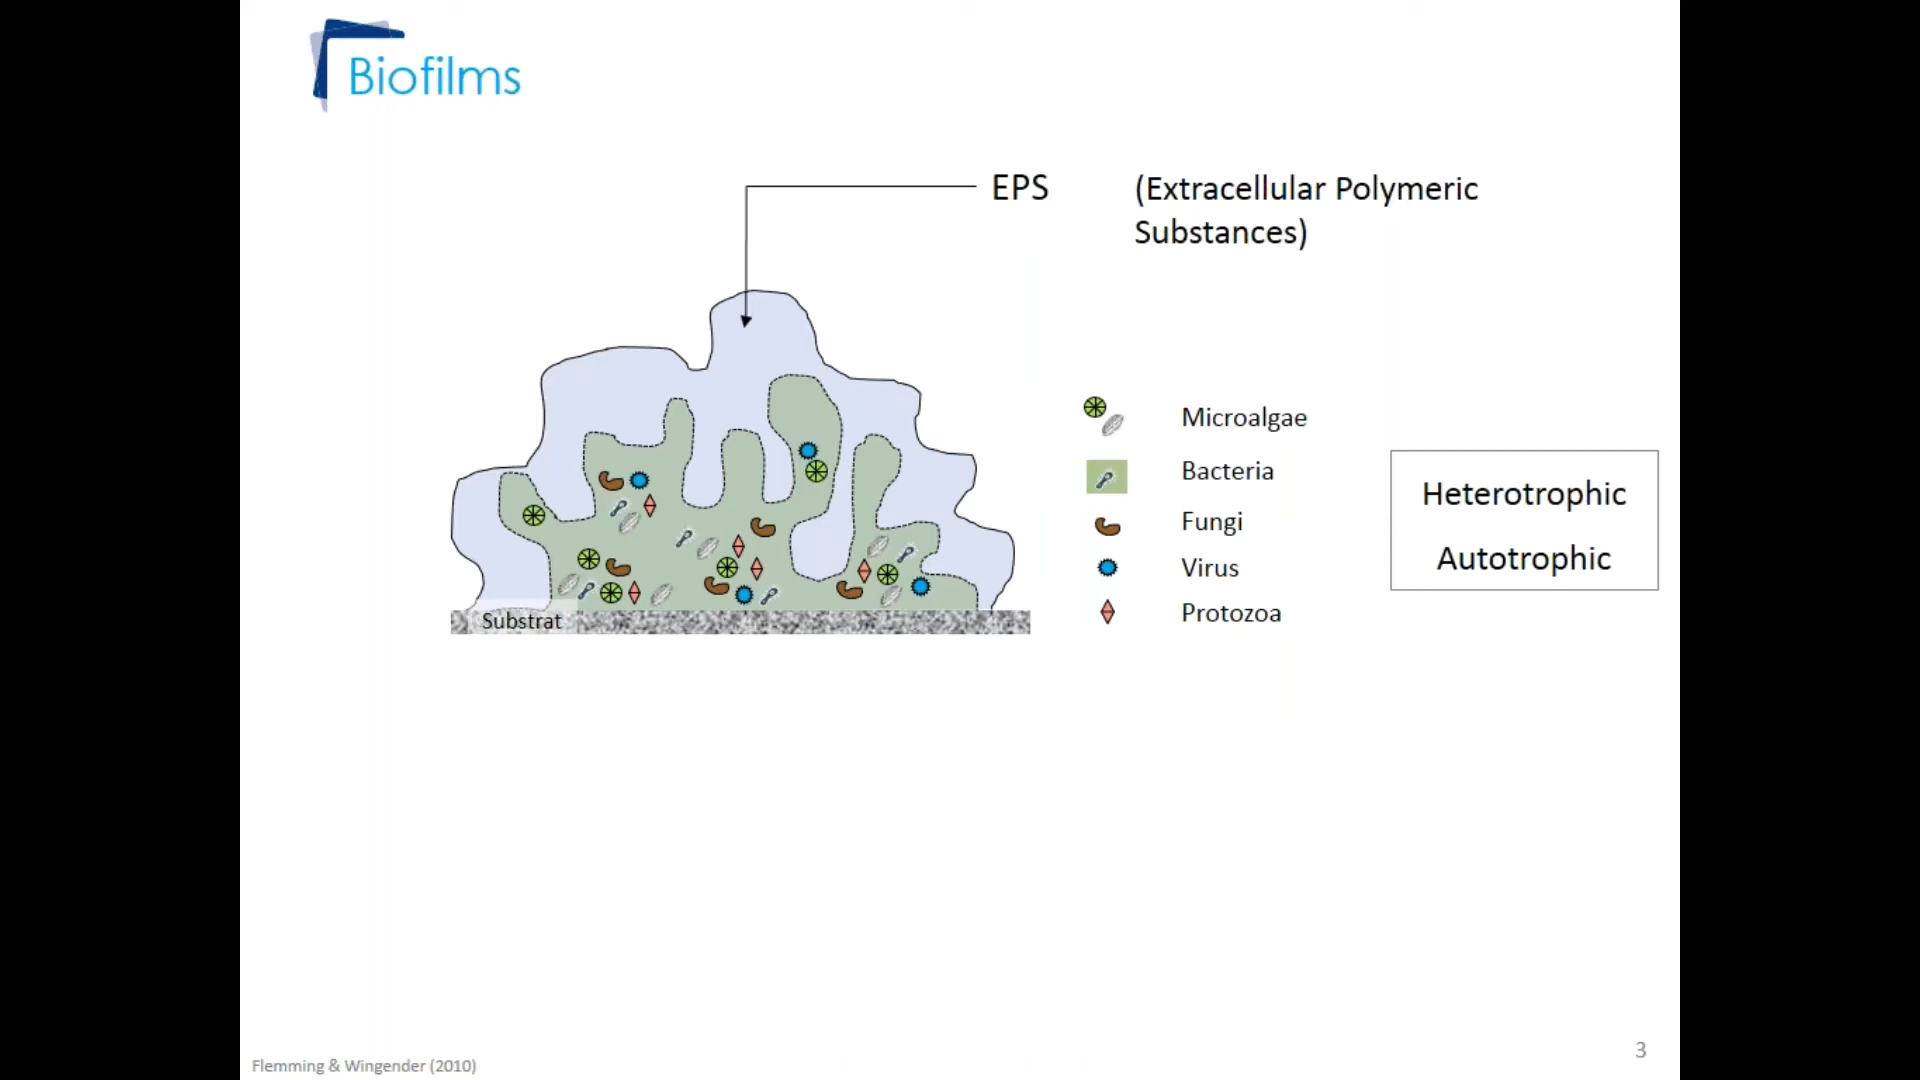 Biofilms
EPS
(Extracellular Polymeric
Substances)
Microalgae
Bacteria
Fungi
Virus
Protozoa
Heterotrophic
Autotrophic
Substrat
Flemming & Wingender (2010)
3